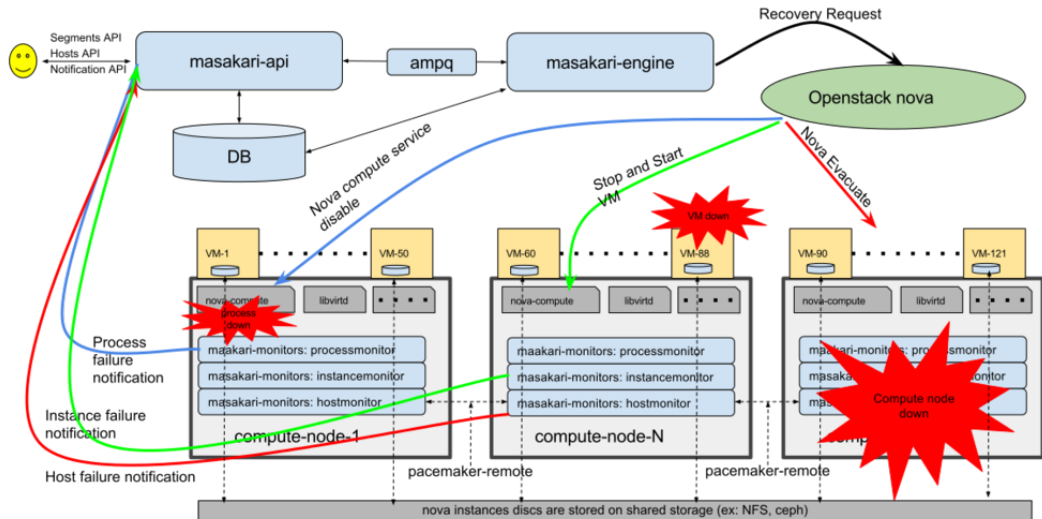 Recovery Request
Segments API
Hosts API
Notification API
masakari-api
ampq
masakari-engine
Openstack nova
DB
Nova compute service
disable
Stop and Start
VM
Nova Evacuate
VM down
VM-1
VM-50
VM-60
VM-88
VM-90
VM-121
nova-compute
libvirtd
nova-compute
libvirtd
nova-compute
libvirtd
process
down
Process
failure
notification
maakari-monitors: processmonitor
masakari-monitors: instancemonitor
masakari-monitors: hostmonitor
compute-node-1
maakari-monitors: processmonitor
masakari-monitors: instancemonitor
masakari-monitors: hostmonitor
compute-node-N
maakari-monitors: processmonitor
Compute node
down
Instance failure
notification
Host failure notification
pacemaker-remote
pacemaker-remote
nova instances discs are stored on shared storage (ex: NFS, ceph)